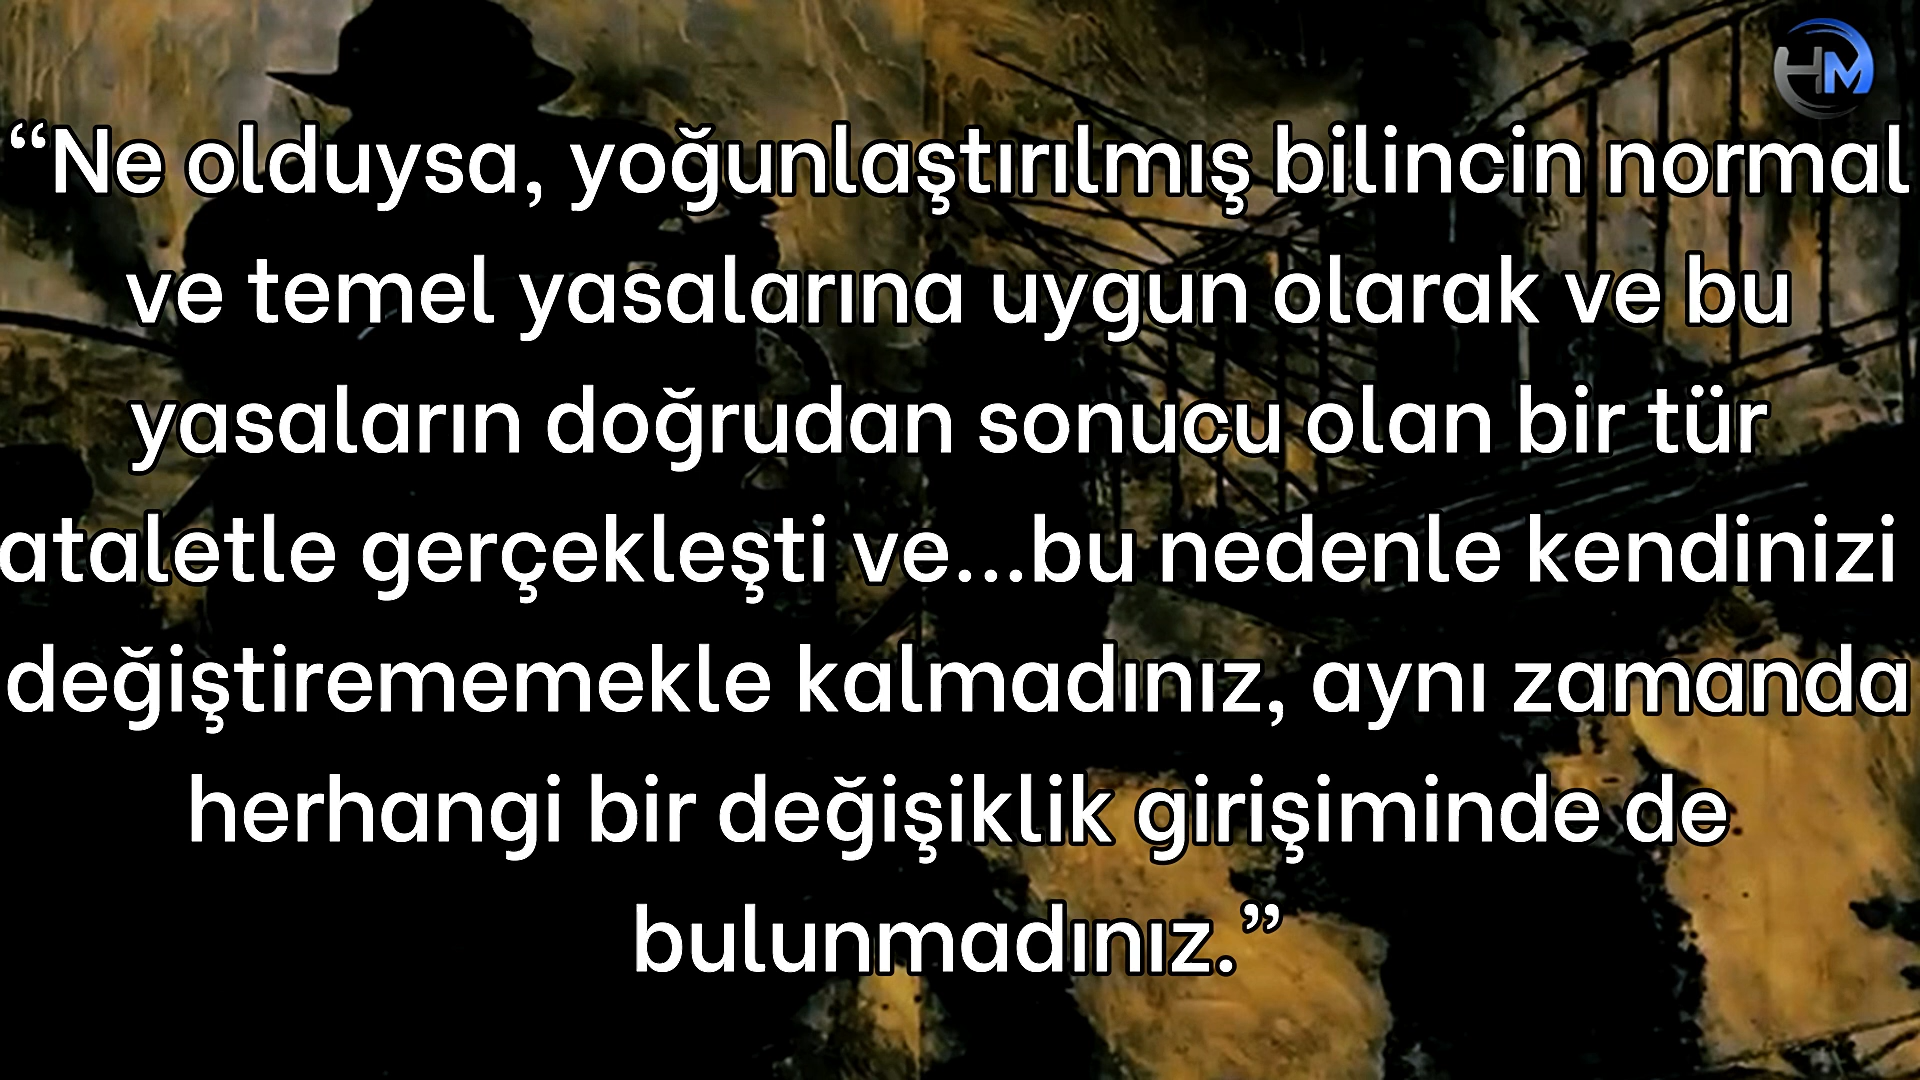 HM
“Ne olduysa, yoğunlaştırılmış bilincin normal
ve temel yasalarına uygun olarak ve bu
yasaların doğrudan sonucu olan bir tür
ataletle gerçekleşti ve...bu nedenle kendinizi
değiştirememekle kalmadınız, aynı zamanda
herhangi bir değişiklik girişiminde de
bulunmadınız.”